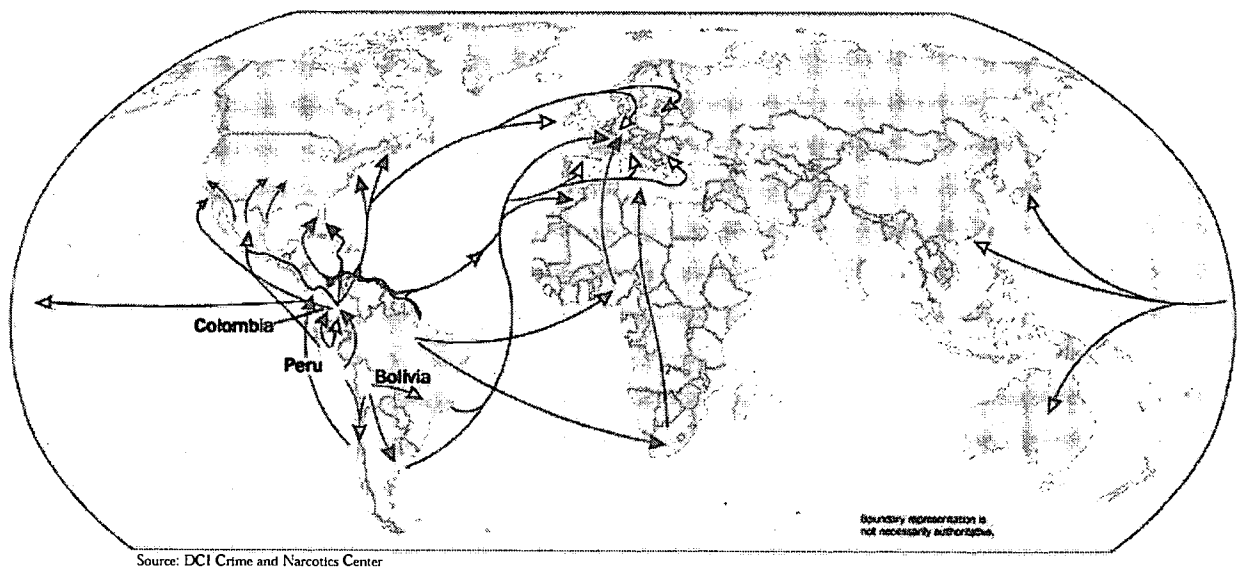 Colombia
Peru
Bolivia
Boundary representation is
not necessarily authoritative.
Source: DCI Crime and Narcotics Center